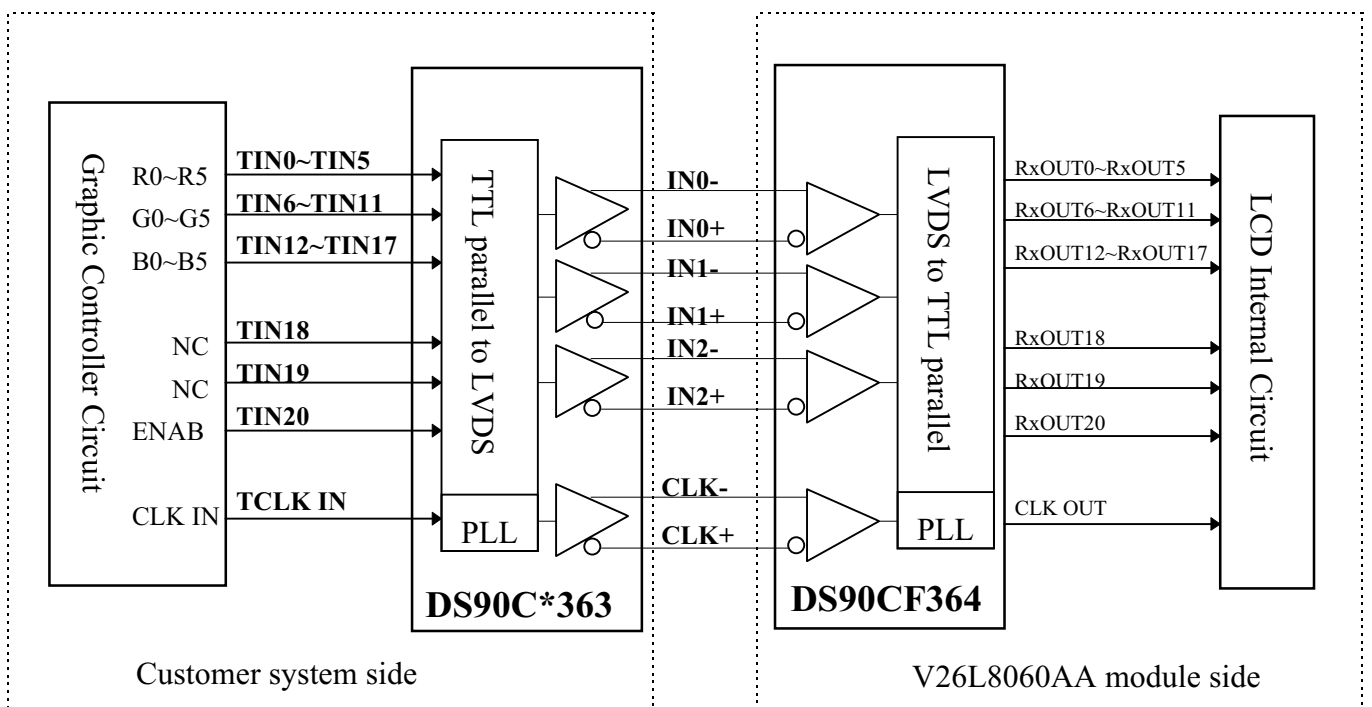 Graphic Controller Circuit
R0~R5
G0~G5
B0~B5
NC
NC
ENAB
CLK IN
TIN0~TIN5
TIN6~TIN11
TIN12~TIN17
TIN18
TIN19
TIN20
TCLK IN
TTL parallel to LVDS
PLL
DS90C*363
IN0-
IN0+
IN1-
IN1+
IN2-
IN2+
CLK-
CLK+
LVDS to TTL parallel
PLL
DS90CF364
RxOUT0~RxOUT5
RxOUT6~RxOUT11
RxOUT12~RxOUT17
RxOUT18
RxOUT19
RxOUT20
CLK OUT
LCD Internal Circuit
Customer system side
V26L8060AA module side